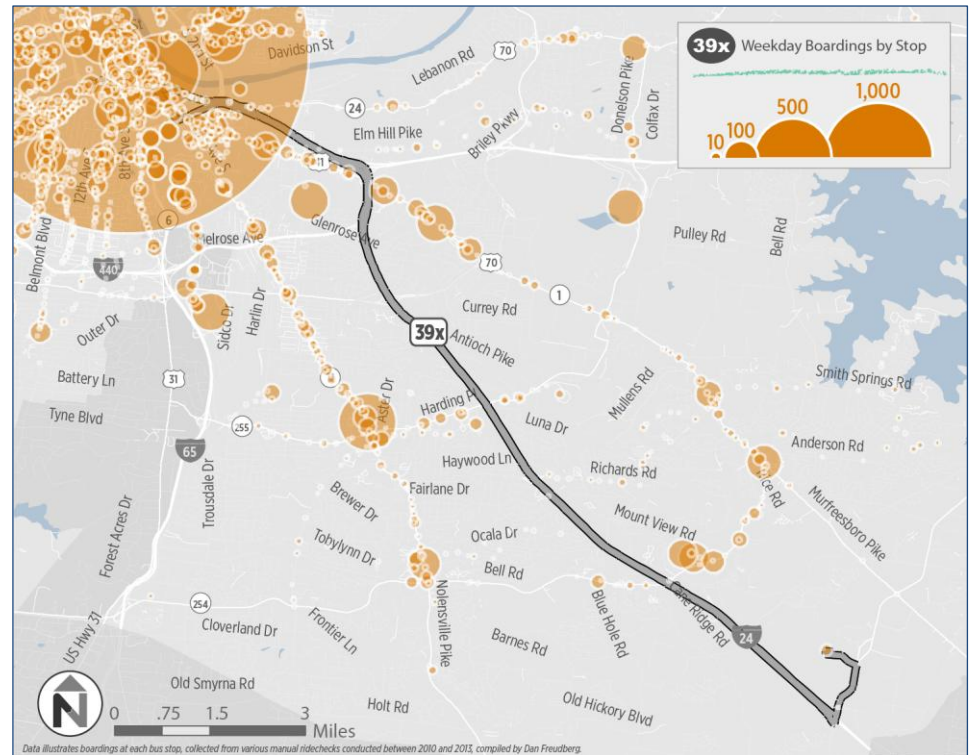 39x Weekday Boardings by Stop
10 100 500 1,000
Davidson St
Lebanon Rd
70
24
Elm Hill Pike
Briley Pkwy
Donelson Pike
Colfax Dr
12th Ave
8th Ave
6
Glenrose Ave
Pulley Rd
Bell Rd
Belmont Blvd
440
70
1
Currey Rd
Outer Dr
Sidco Dr
Harlin Dr
39x
Antioch Pike
Battery Ln
31
Smith Springs Rd
Tyne Blvd
Mullens Rd
Harding
255
Luna Dr
Anderson Rd
65
Haywood Ln
Trousdale Dr
Fairlane Dr
Richards Rd
Murfreesboro Pike
Brewer Dr
Forest Acres Dr
Ocala Dr
Mount View Rd
Tobylynn Dr
Bell Rd
254
Nolensville Pike
Blue Hole Rd
US Hwy 31
Cloverland Dr
Frontier Ln
Barnes Rd
24
Old Smyrna Rd
Holt Rd
Old Hickory Blvd
N
0 .75 1.5 3
Miles
Data illustrates boardings at each bus stop, collected from various manual ridechecks conducted between 2010 and 2013, compiled by Dan Freudberg.